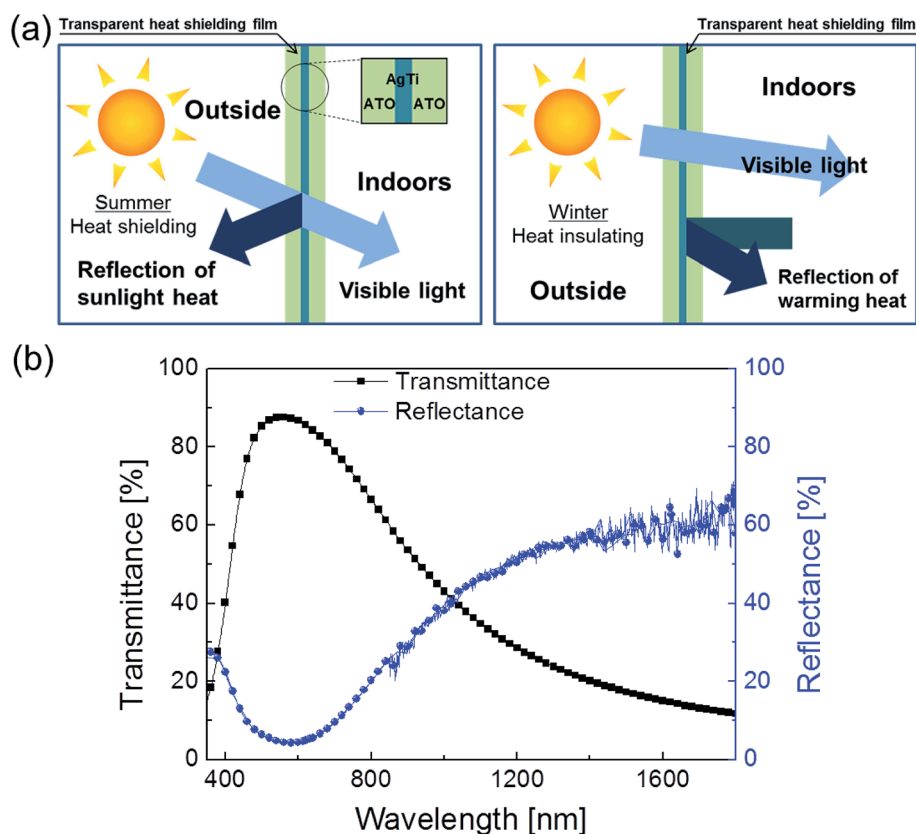 (a)
Transparent heat shielding film
Outside
AgTi
ATO ATO
Indoors
Summer
Heat shielding
Reflection of
sunlight heat
Visible light
Transparent heat shielding film
Indoors
Visible light
Winter
Heat insulating
Outside
Reflection of
warming heat
(b)
Transmittance
Reflectance
Transmittance [%]
100
80
60
40
20
0
Reflectance [%]
100
80
60
40
20
0
400 800 1200 1600
Wavelength [nm]